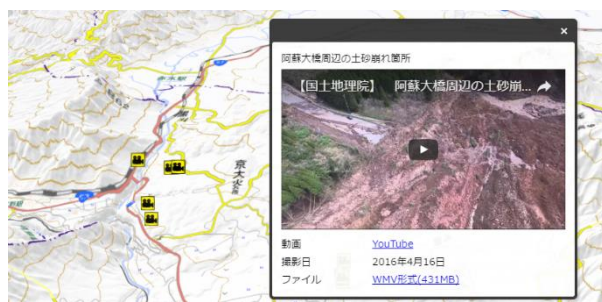 阿蘇大橋周辺の土砂崩れ箇所
【国土地理院】 阿蘇大橋周辺の土砂崩...
動画 YouTube
撮影日 2016年4月16日
ファイル WMV形式(431MB)
赤水駅
京大火